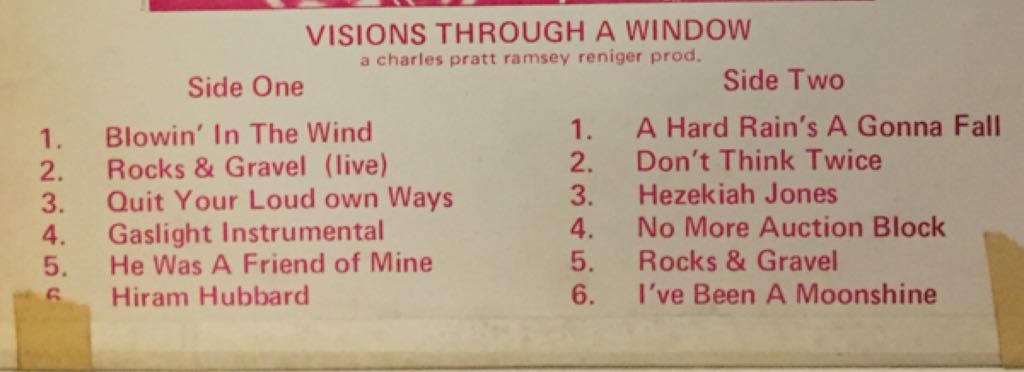 VISIONS THROUGH A WINDOW
a charles pratt ramsey reniger prod.
Side One
1. Blowin' In The Wind
2. Rocks & Gravel (live)
3. Quit Your Loud own Ways
4. Gaslight Instrumental
5. He Was A Friend of Mine
6. Hiram Hubbard
Side Two
1. A Hard Rain's A Gonna Fall
2. Don't Think Twice
3. Hezekiah Jones
4. No More Auction Block
5. Rocks & Gravel
6. I've Been A Moonshine